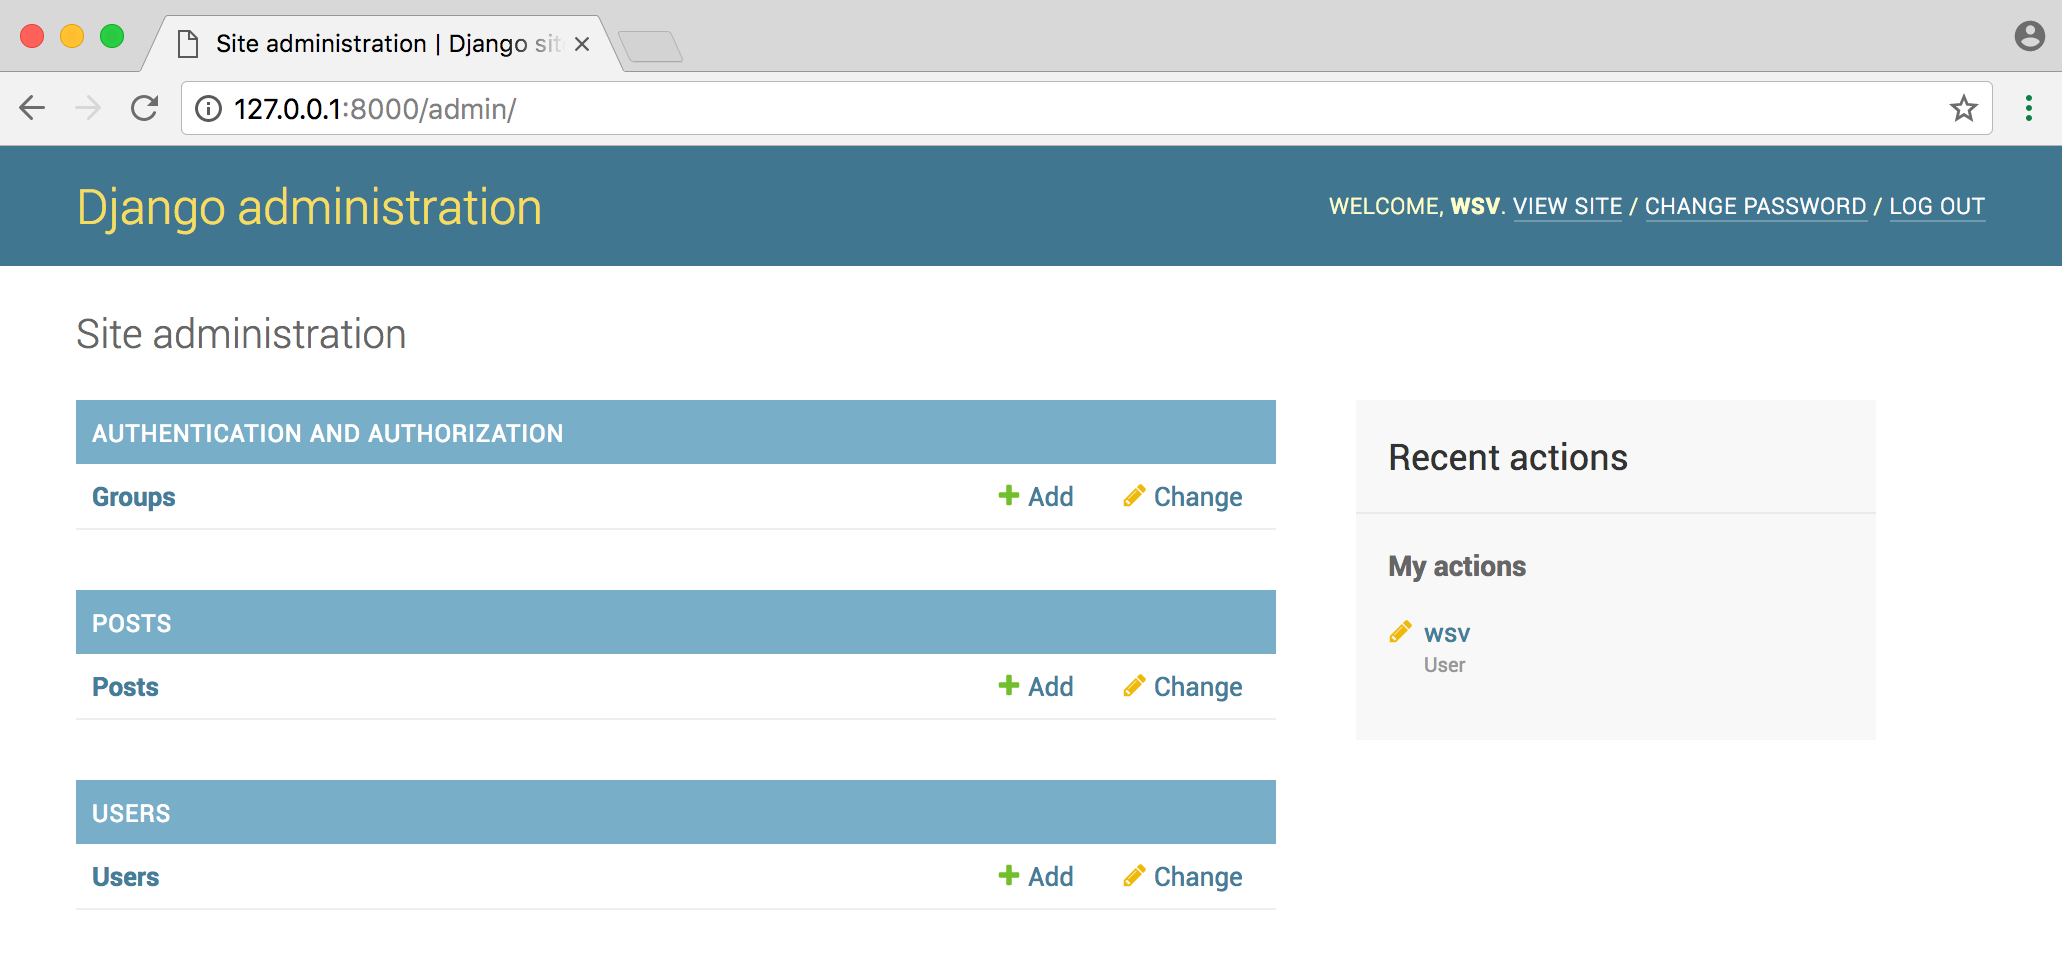 Site administration | Django sit
127.0.0.1:8000/admin/
Django administration
WELCOME, WSV. VIEW SITE / CHANGE PASSWORD / LOG OUT
Site administration
AUTHENTICATION AND AUTHORIZATION
Groups Add Change
POSTS
Posts Add Change
USERS
Users Add Change
Recent actions
My actions
wsv
User